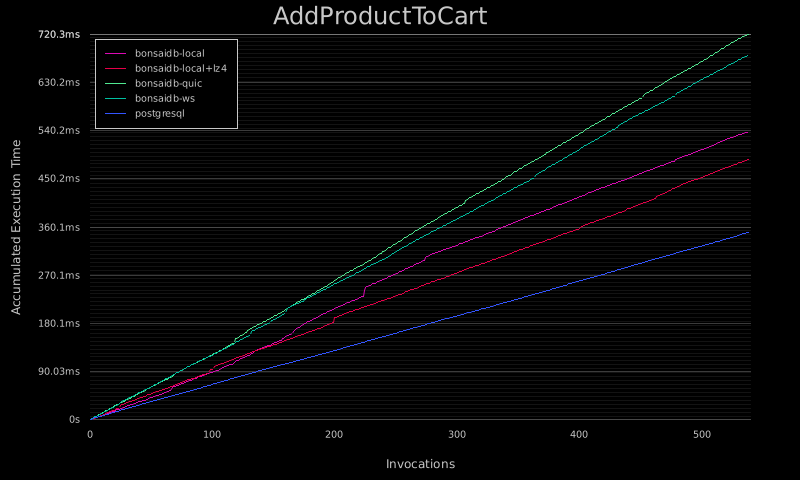 AddProductToCart
720.3ms
630.2ms
540.2ms
450.2ms
360.1ms
270.1ms
180.1ms
90.03ms
0s
bonsaidb-local
bonsaidb-local+lz4
bonsaidb-quic
bonsaidb-ws
postgresql
Accumulated Execution Time
0 100 200 300 400 500
Invocations